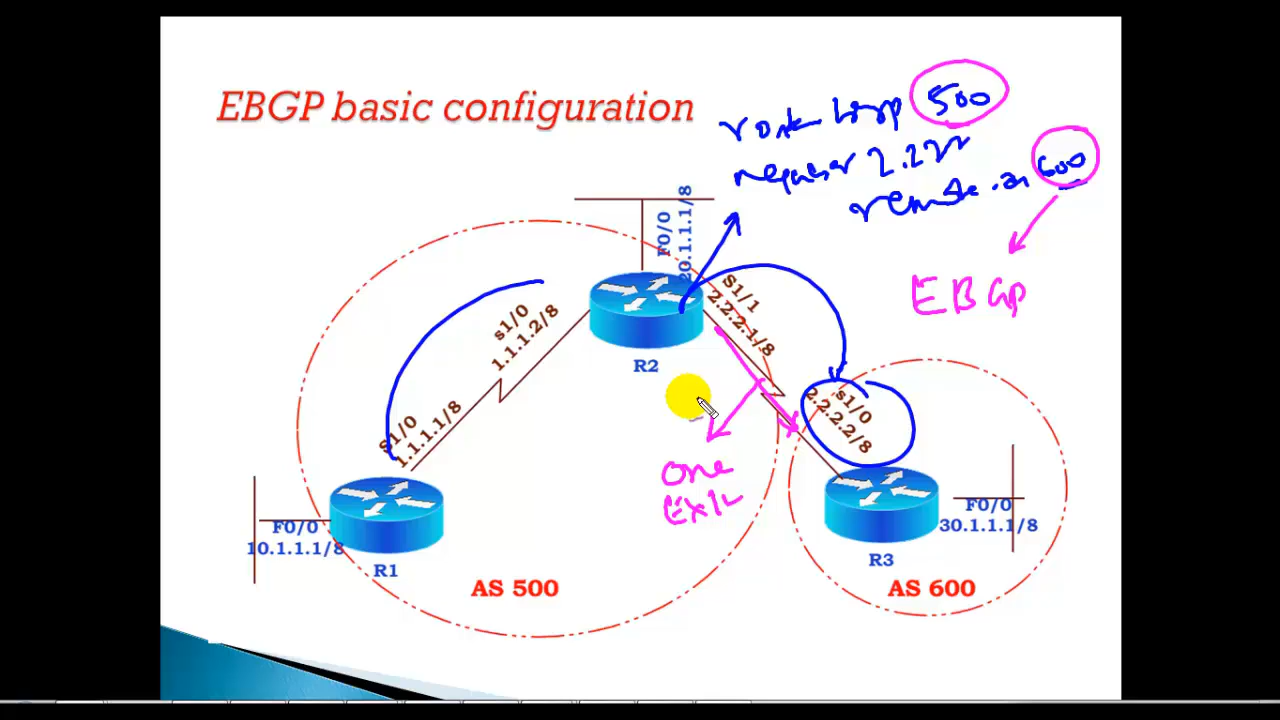 EBGP basic configuration
500
2.2.2.2
remote-as 600
EBGP
F0/0
20.1.1.1/8
S1/1
2.2.2.1/8
s1/0
1.1.1.2/8
R2
S1/0
1.1.1.1/8
s1/0
2.2.2.2/8
One
EXIt
F0/0
10.1.1.1/8
R1
F0/0
30.1.1.1/8
R3
AS 500
AS 600